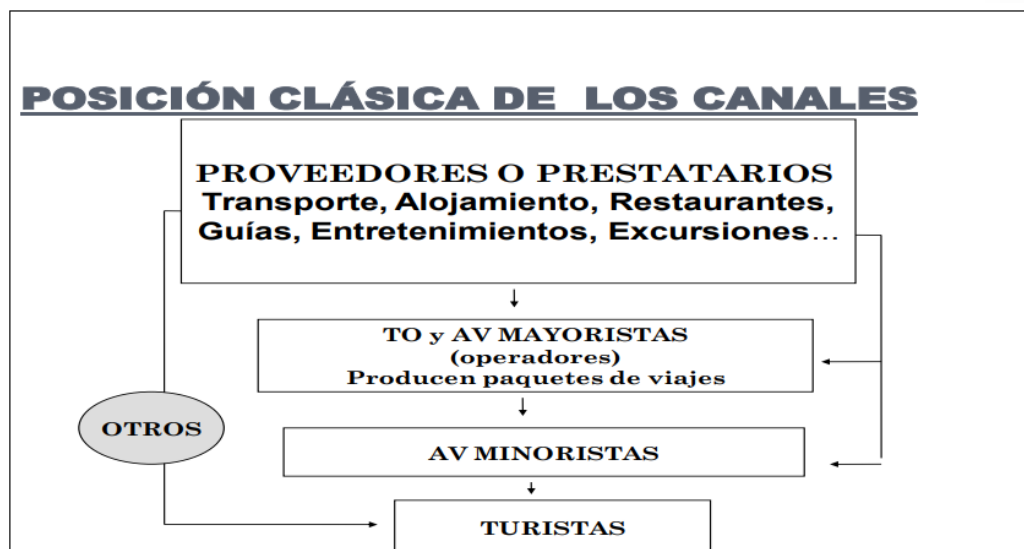 POSICIÓN CLÁSICA DE LOS CANALES
PROVEEDORES O PRESTATARIOS
Transporte, Alojamiento, Restaurantes,
Guías, Entretenimientos, Excursiones...
TO y AV MAYORISTAS
(operadores)
Producen paquetes de viajes
OTROS
AV MINORISTAS
TURISTAS